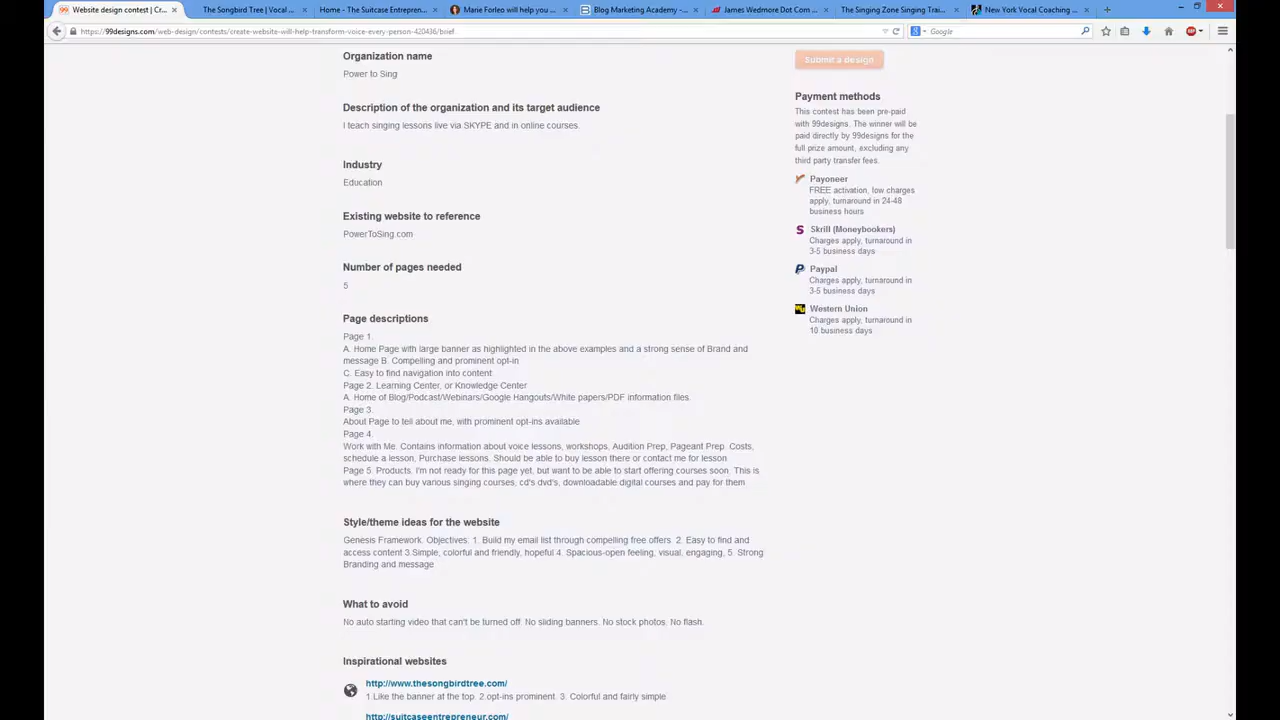 Website design contest | Cr...
The Songbird Tree | Vocal ...
Home - The Suitcase Entrepren...
Marie Forleo will help you ...
Blog Marketing Academy -...
James Wedmore Dot Com ...
The Singing Zone Singing Trai...
New York Vocal Coaching ...
https://99designs.com/web-design/contests/create-website-will-help-transform-voice-every-person-420436/brief
Google
Organization name
Power to Sing
Submit a design
Description of the organization and its target audience
I teach singing lessons live via SKYPE and in online courses.
Industry
Education
Existing website to reference
PowerToSing.com
Number of pages needed
5
Page descriptions
Page 1.
A. Home Page with large banner as highlighted in the above examples and a strong sense of Brand and
message B. Compelling and prominent opt-in
C. Easy to find navigation into content
Page 2. Learning Center, or Knowledge Center
A. Home of Blog/Podcast/Webinars/Google Hangouts/White papers/PDF information files.
Page 3.
About Page to tell about me, with prominent opt-ins available
Page 4.
Work with Me. Contains information about voice lessons, workshops, Audition Prep, Pageant Prep. Costs,
schedule a lesson, Purchase lessons. Should be able to buy lesson there or contact me for lesson
Page 5. Products. I'm not ready for this page yet, but want to be able to start offering courses soon. This is
where they can buy various singing courses, cd's dvd's, downloadable digital courses and pay for them
Style/theme ideas for the website
Genesis Framework. Objectives. 1. Build my email list through compelling free offers. 2. Easy to find and
access content 3.Simple, colorful and friendly, hopeful 4. Spacious-open feeling, visual, engaging, 5. Strong
Branding and message
What to avoid
No auto starting video that can't be turned off. No sliding banners. No stock photos. No flash.
Inspirational websites
http://www.thesongbirdtree.com/
1.Like the banner at the top. 2.opt-ins prominent. 3. Colorful and fairly simple.
http://suitcaseentrepreneur.com/
Payment methods
This contest has been pre-paid
with 99designs. The winner will be
paid directly by 99designs for the
full prize amount, excluding any
third party transfer fees.
Payoneer
FREE activation, low charges
apply, turnaround in 24-48
business hours
Skrill (Moneybookers)
Charges apply, turnaround in
3-5 business days
Paypal
Charges apply, turnaround in
3-5 business days
Western Union
Charges apply, turnaround in
10 business days